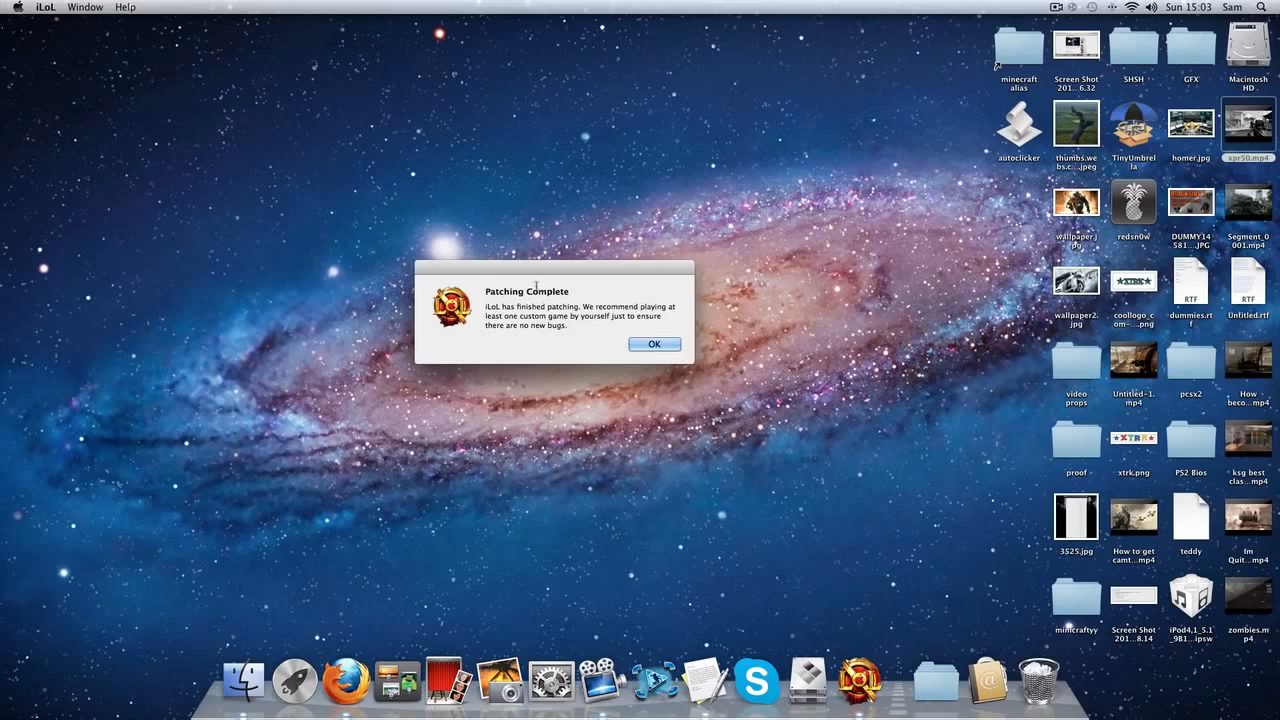 iLoL Window Help
Sun 15:03 Sam
Patching Complete
iLoL has finished patching. We recommend playing at
least one custom game by yourself just to ensure
there are no new bugs.
OK
minecraft
alias
Screen Shot
201...6.32
SHSH
GFX
Macintosh
HD
autoclicker
thumbs.we
bs.c...jpeg
TinyUmbrel
la
homer.jpg
xpr50.mp4
wallpaper.j
pg
redsn0w
DUMMY14
581....JPG
Segment_0
001.mp4
wallpaper2.
jpg
XTRK
coollogo_c
om-...png
RTF
dummies.rt
f
RTF
Untitled.rtf
video
props
Untitled-1.
mp4
pcsx2
How
beco...mp4
proof
XTRK
xtrk.png
PS2 Bios
ksg best
clas...mp4
3525.jpg
How to get
camt...mp4
teddy
Im
Quit...mp4
minicraftyy
Screen Shot
201...8.14
iPod4,1_5.1
_9B1...ipsw
zombies.m
p4
LOL